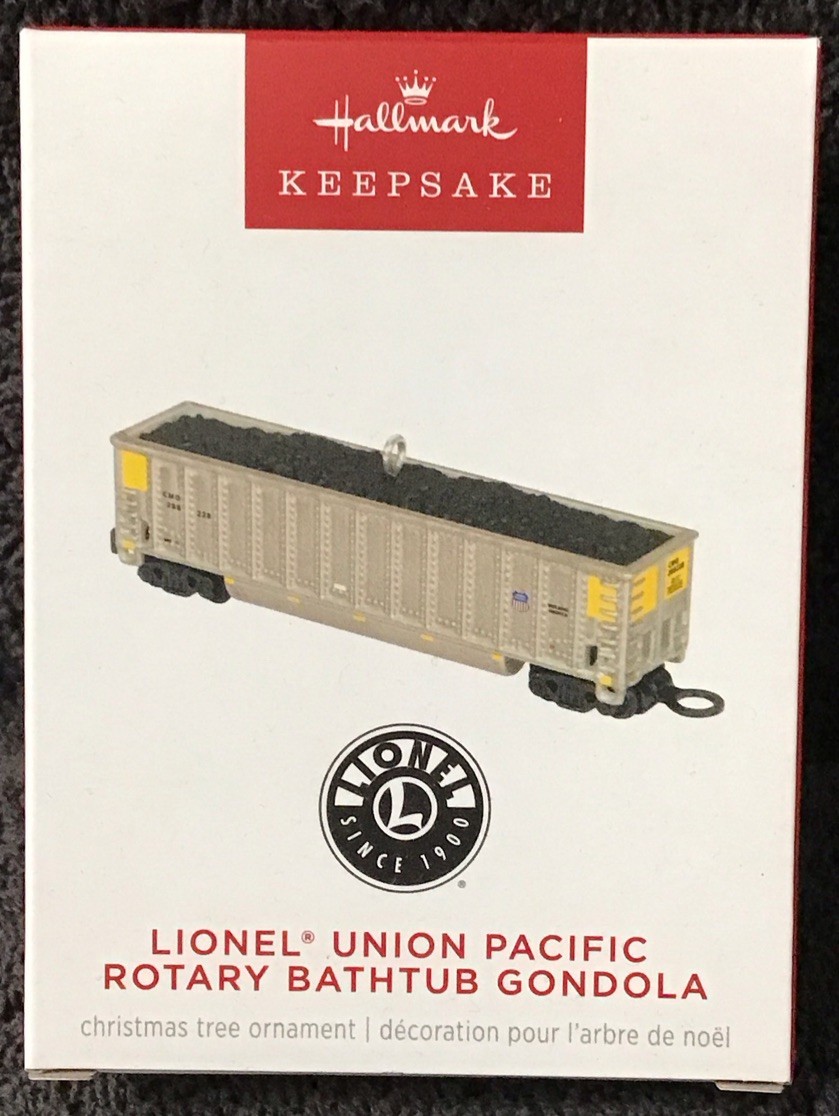 Hallmark
KEEPSAKE
CMO
LIONEL
L
SINCE 1900
®
LIONEL® UNION PACIFIC
ROTARY BATHTUB GONDOLA
christmas tree ornament | décoration pour l'arbre de noël